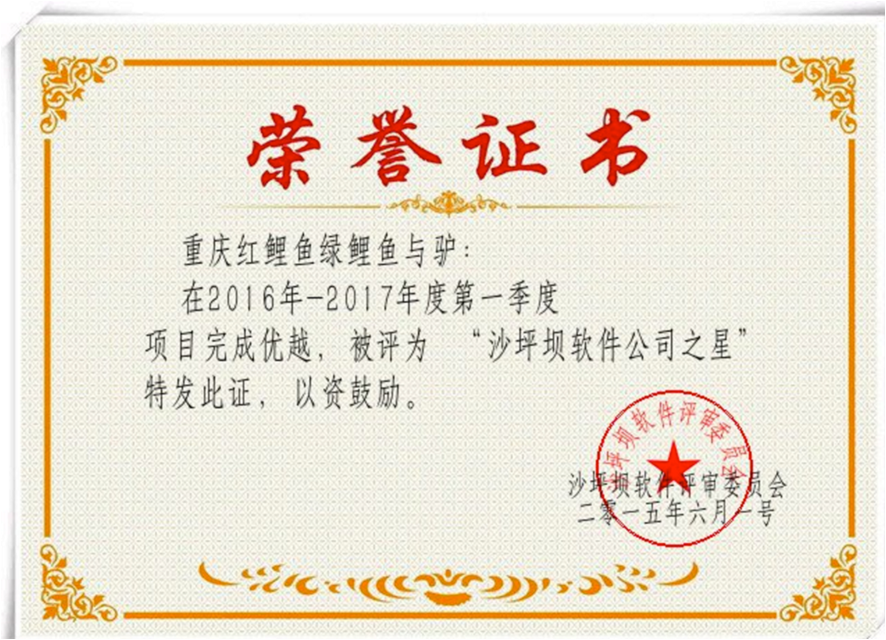 荣誉证书
重庆红鲤鱼绿鲤鱼与驴：
在2016年-2017年度第一季度
项目完成优越，被评为 “沙坪坝软件公司之星”
特发此证，以资鼓励。
沙坪坝软件评审委员会
沙坪坝软件评审委员会
二零一五年六月一号